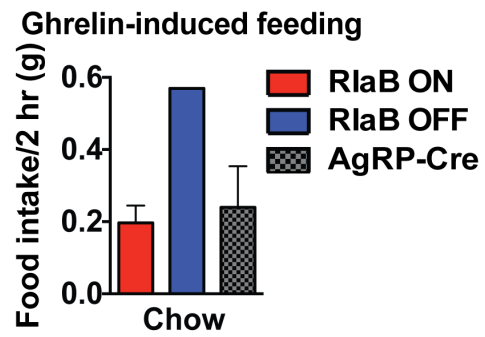 Ghrelin-induced feeding
Food intake/2 hr (g)
0.6
0.4
0.2
0.0
Chow
RIaB ON
RIaB OFF
AgRP-Cre